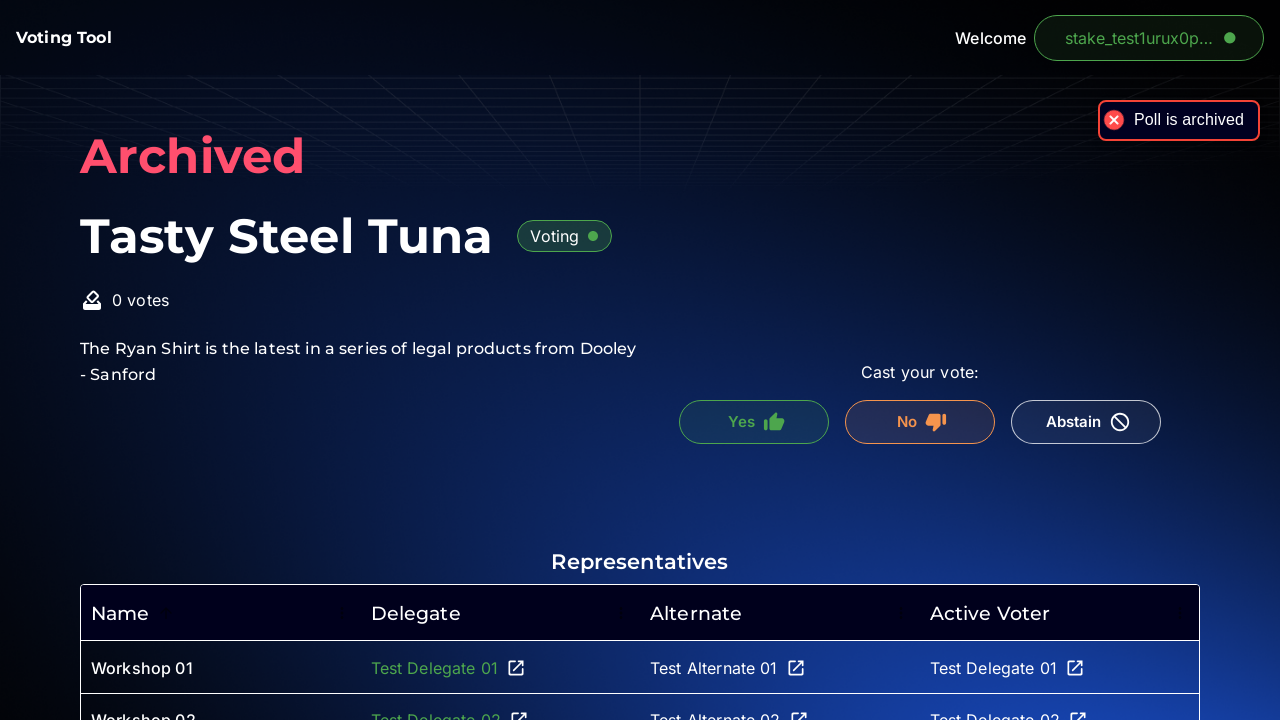 Voting Tool
Welcome
stake_test1urux0p...
Poll is archived
Archived
Tasty Steel Tuna
Voting
0 votes
The Ryan Shirt is the latest in a series of legal products from Dooley
- Sanford
Cast your vote:
Yes
No
Abstain
Representatives
Name Delegate Alternate Active Voter
Workshop 01 Test Delegate 01 Test Alternate 01 Test Delegate 01
Workshop 02 Test Delegate 02 Test Alternate 02 Test Delegate 02